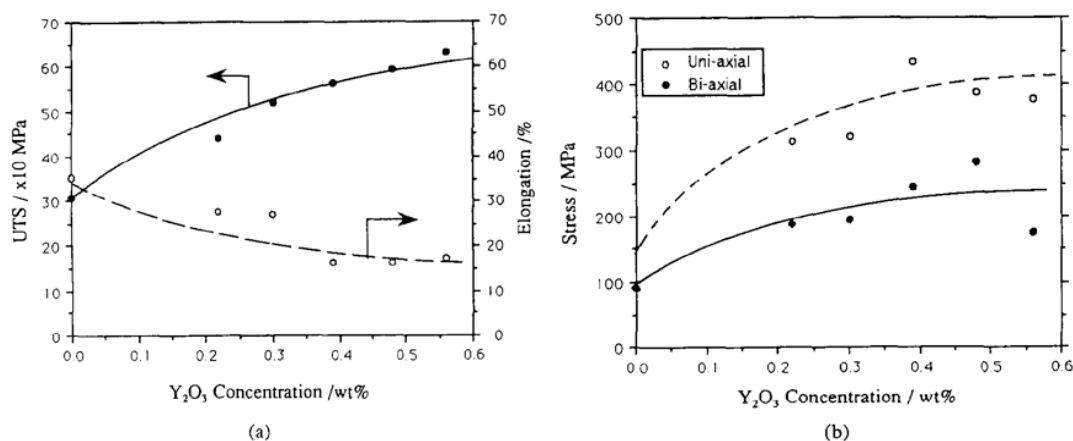 70
60
50
40
30
20
10
0
UTS / x10 MPa
70
60
50
40
30
20
10
0
Elongation /%
0.0 0.1 0.2 0.3 0.4 0.5 0.6
Y₂O₃ Concentration /wt%
(a)
500
400
300
200
100
0
Stress / MPa
Uni-axial
Bi-axial
0.0 0.1 0.2 0.3 0.4 0.5 0.6
Y₂O₃ Concentration / wt%
(b)